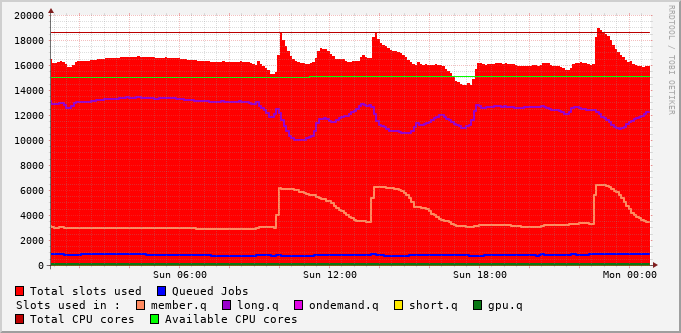 20000
18000
16000
14000
12000
10000
8000
6000
4000
2000
0
Sun 06:00 Sun 12:00 Sun 18:00 Mon 00:00
RRDTOOL / TOBI OETIKER
Total slots used Queued Jobs
Slots used in : member.q long.q ondemand.q short.q gpu.q
Total CPU cores Available CPU cores